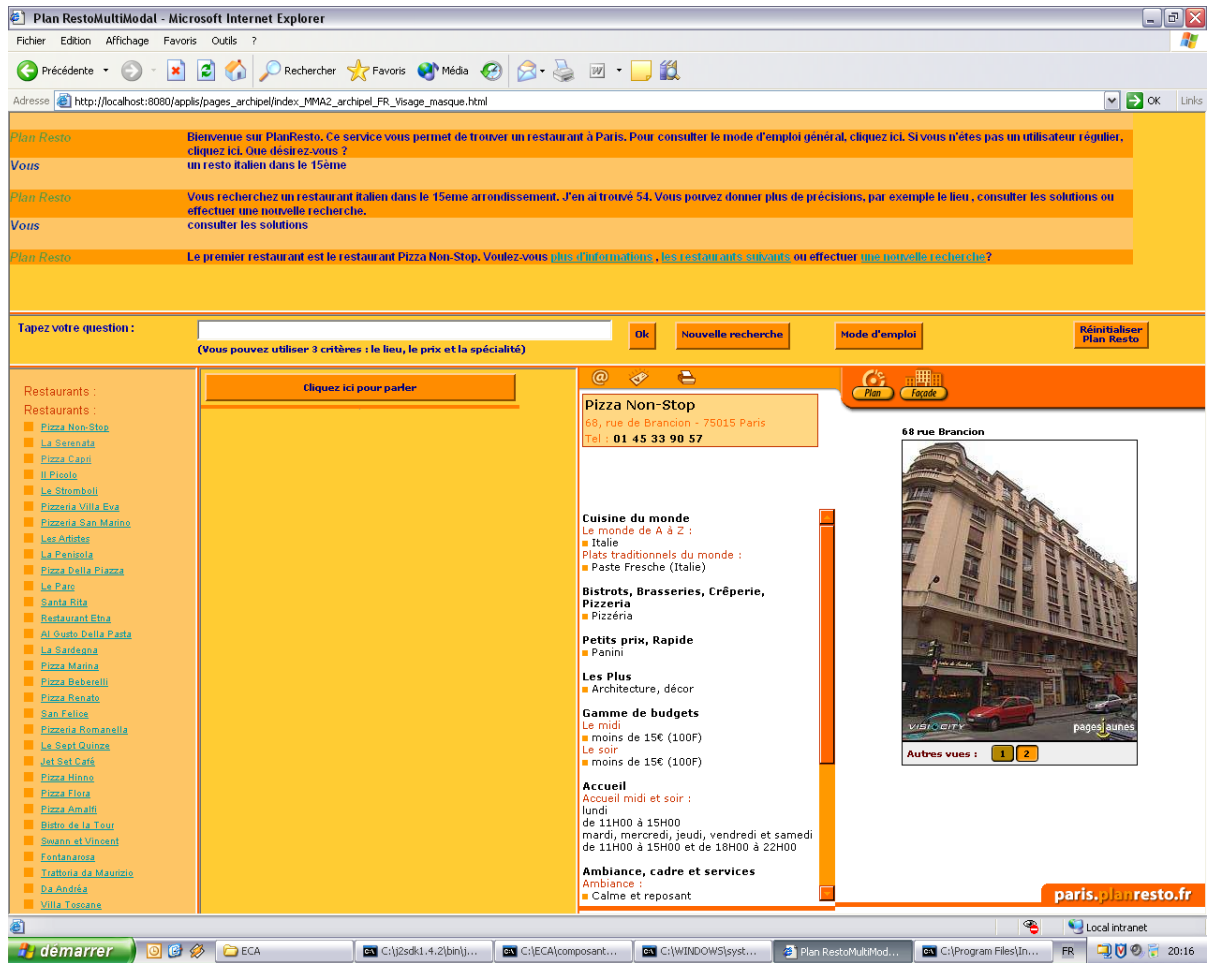 Plan RestoMultiModal - Microsoft Internet Explorer
Fichier Edition Affichage Favoris Outils ?
Précédente Rechercher Favoris Média
Adresse http://localhost:8080/applis/pages_archipel/index_MMA2_archipel_FR_Visage_masque.html OK Links
Plan Resto Bienvenue sur PlanResto. Ce service vous permet de trouver un restaurant à Paris. Pour consulter le mode d'emploi général, cliquez ici. Si vous n'étes pas un utilisateur régulier,
cliquez ici. Que désirez-vous ?
Vous un resto italien dans le 15ème
Plan Resto Vous recherchez un restaurant italien dans le 15eme arrondissement. J'en ai trouvé 54. Vous pouvez donner plus de précisions, par exemple le lieu , consulter les solutions ou
effectuer une nouvelle recherche.
Vous consulter les solutions
Plan Resto Le premier restaurant est le restaurant Pizza Non-Stop. Voulez-vous plus d'informations , les restaurants suivants ou effectuer une nouvelle recherche?
Tapez votre question : Ok Nouvelle recherche Mode d'emploi Réinitialiser
Plan Resto
(Vous pouvez utiliser 3 critères : le lieu, le prix et la spécialité)
Restaurants :
Restaurants :
Pizza Non-Stop
La Serenata
Pizza Capri
Il Picolo
Le Stromboli
Pizzeria Villa Eva
Pizzeria San Marino
Les Artistes
La Penisola
Pizza Della Piazza
Le Parc
Santa Rita
Restaurant Etna
Al Gusto Della Pasta
La Sardegna
Pizza Marina
Pizza Beberelli
Pizza Renato
San Felice
Pizzeria Romanella
Le Sept Quinze
Jet Set Café
Pizza Hinno
Pizza Flora
Pizza Amalfi
Bistro de la Tour
Swann et Vincent
Fontanarosa
Trattoria da Maurizio
Da Andréa
Villa Toscane
Cliquez ici pour parler
@
Pizza Non-Stop
68, rue de Brancion - 75015 Paris
Tel : 01 45 33 90 57
Cuisine du monde
Le monde de A à Z :
Italie
Plats traditionnels du monde :
Paste Fresche (Italie)
Bistrots, Brasseries, Crêperie,
Pizzeria
Pizzéria
Petits prix, Rapide
Panini
Les Plus
Architecture, décor
Gamme de budgets
Le midi
moins de 15€ (100F)
Le soir
moins de 15€ (100F)
Accueil
Accueil midi et soir :
lundi
de 11H00 à 15H00
mardi, mercredi, jeudi, vendredi et samedi
de 11H00 à 15H00 et de 18H00 à 22H00
Ambiance, cadre et services
Ambiance :
Calme et reposant
Plan Façade
68 rue Brancion
VISIOCITY pagesjaunes
Autres vues : 1 2
paris.planresto.fr
Local intranet
démarrer ECA C:\j2sdk1.4.2\bin\j... C:\ECA\composant... C:\WINDOWS\syst... Plan RestoMultiMod... C:\Program Files\In... FR 20:16